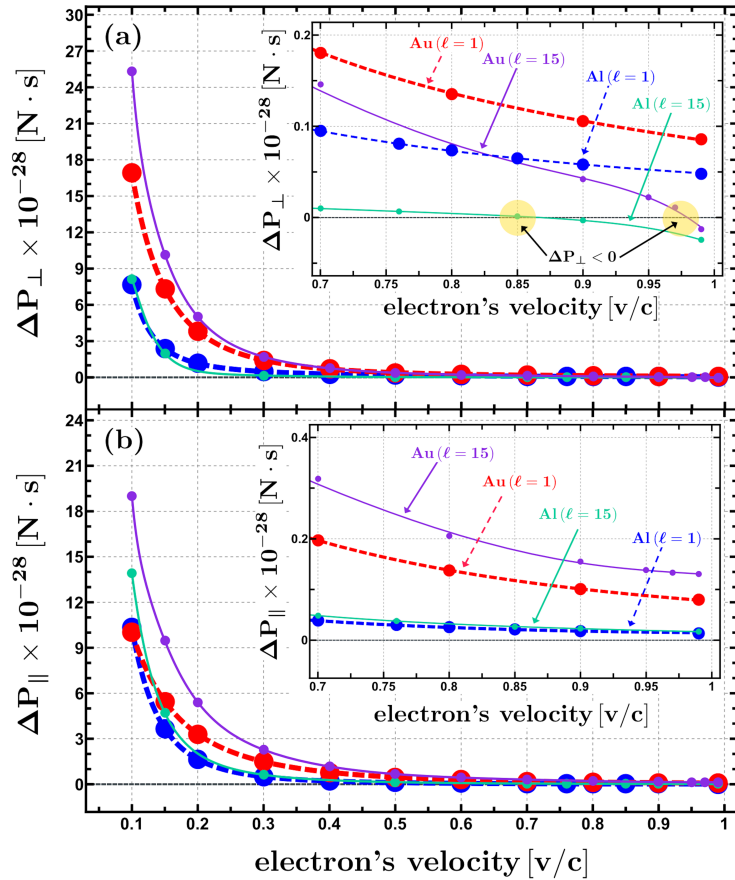 (a)
ΔP⊥ × 10−28 [N · s]
30
27
24
21
18
15
12
9
6
3
0
ΔP⊥ × 10−28 [N · s]
0.2
0.1
0
Au (ℓ = 1)
Au (ℓ = 15)
Al (ℓ = 1)
Al (ℓ = 15)
ΔP⊥ < 0
0.7 0.75 0.8 0.85 0.9 0.95 1
electron's velocity [v/c]
(b)
ΔP∥ × 10−28 [N · s]
24
21
18
15
12
9
6
3
0
ΔP∥ × 10−28 [N · s]
0.4
0.2
0
Au (ℓ = 15)
Au (ℓ = 1)
Al (ℓ = 15)
Al (ℓ = 1)
0.7 0.75 0.8 0.85 0.9 0.95 1
electron's velocity [v/c]
0.1 0.2 0.3 0.4 0.5 0.6 0.7 0.8 0.9 1
electron's velocity [v/c]